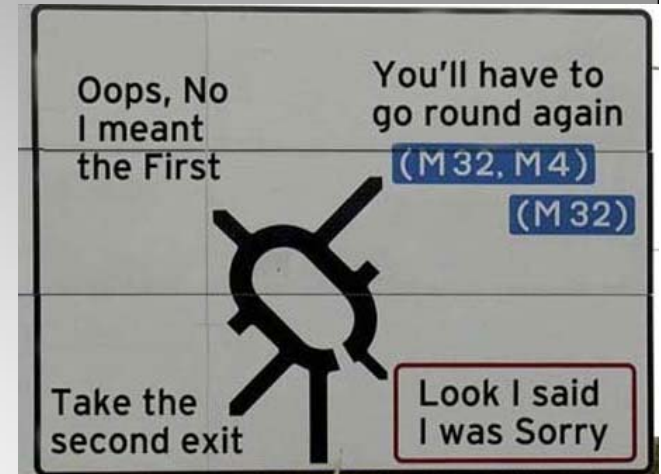 Oops, No
I meant
the First
You'll have to
go round again
(M32, M4)
(M32)
Take the
second exit
Look I said
I was Sorry